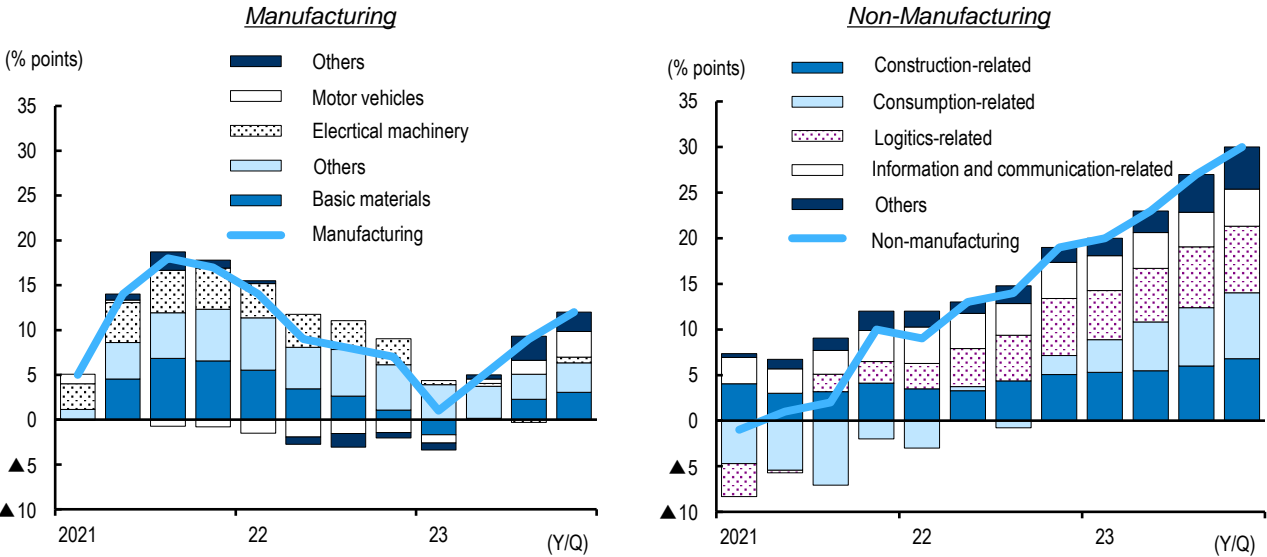 Manufacturing
(% points)
Others
Motor vehicles
Elecrtical machinery
Others
Basic materials
Manufacturing
35
30
25
20
15
10
5
0
▲ 5
▲ 10
2021
22
23
(Y/Q)
Non-Manufacturing
(% points)
Construction-related
Consumption-related
Logitics-related
Information and communication-related
Others
Non-manufacturing
35
30
25
20
15
10
5
0
▲ 5
▲ 10
2021
22
23
(Y/Q)